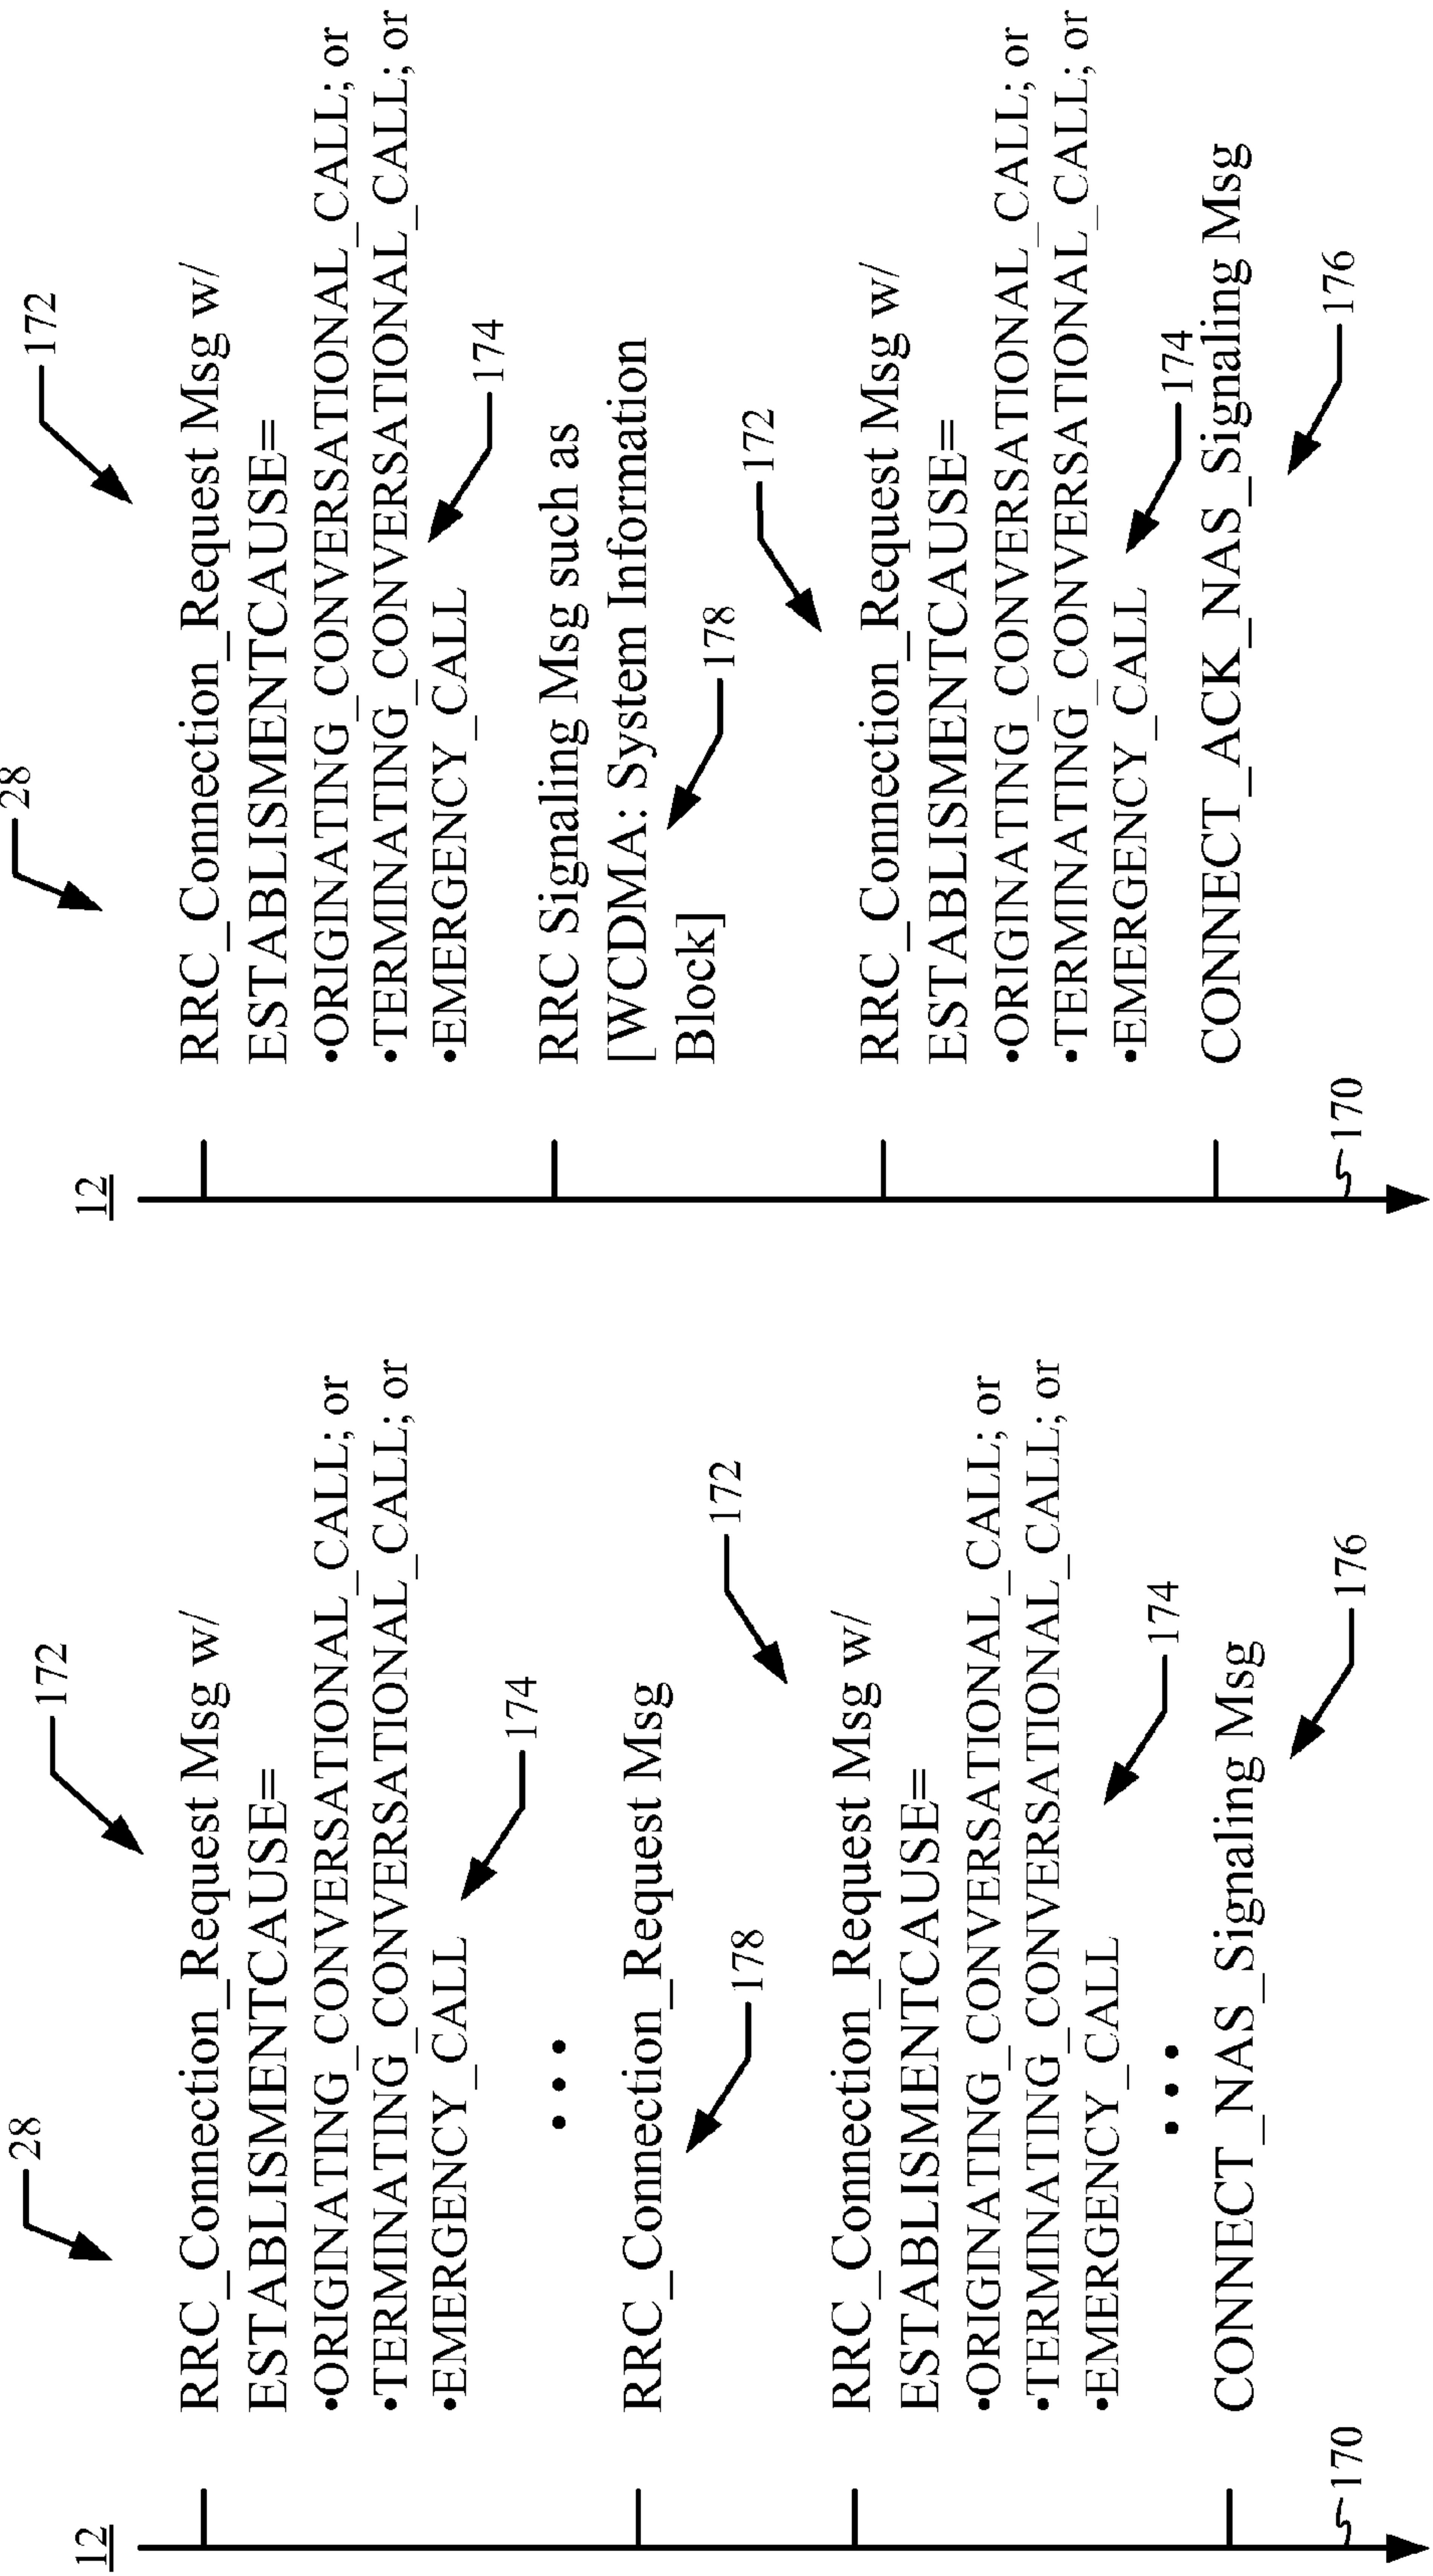 28
172
12
RRC_Connection_Request Msg w/
ESTABLISMENTCAUSE=
•ORIGINATING_CONVERSATIONAL_CALL; or
•TERMINATING_CONVERSATIONAL_CALL; or
•EMERGENCY_CALL
174
• • •
RRC_Connection_Request Msg
178
172
RRC_Connection_Request Msg w/
ESTABLISMENTCAUSE=
•ORIGINATING_CONVERSATIONAL_CALL; or
•TERMINATING_CONVERSATIONAL_CALL; or
•EMERGENCY_CALL
174
• • •
CONNECT_NAS_Signaling Msg
176
170
28
172
12
RRC_Connection_Request Msg w/
ESTABLISMENTCAUSE=
•ORIGINATING_CONVERSATIONAL_CALL; or
•TERMINATING_CONVERSATIONAL_CALL; or
•EMERGENCY_CALL
174
RRC Signaling Msg such as
[WCDMA: System Information
Block]
178
172
RRC_Connection_Request Msg w/
ESTABLISMENTCAUSE=
•ORIGINATING_CONVERSATIONAL_CALL; or
•TERMINATING_CONVERSATIONAL_CALL; or
•EMERGENCY_CALL
174
CONNECT_ACK_NAS_Signaling Msg
176
170